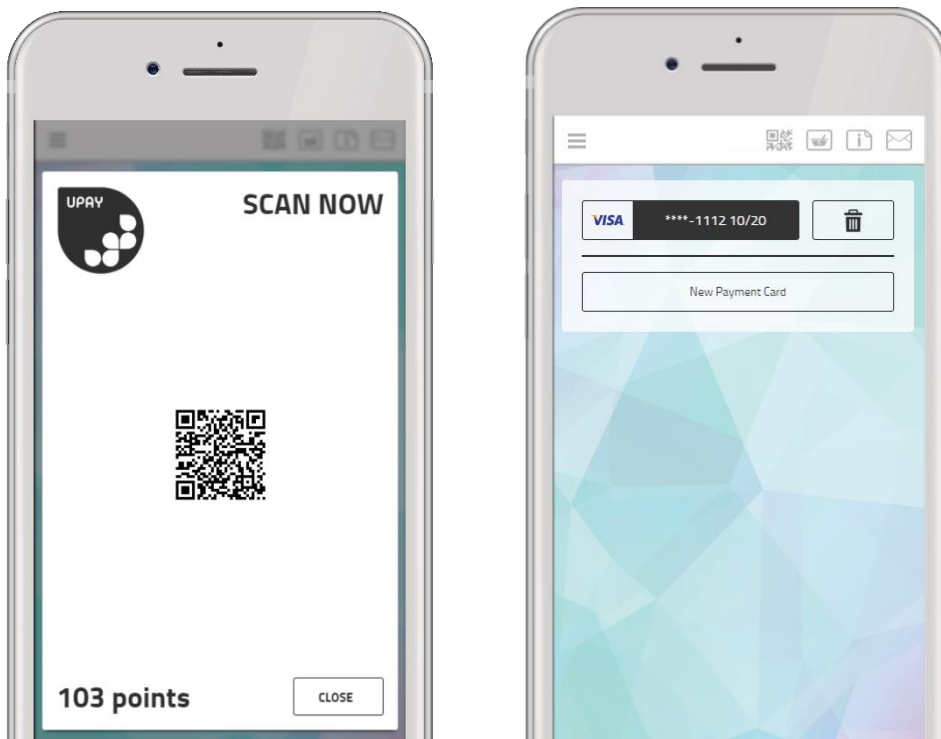 UPAY
SCAN NOW
103 points
CLOSE
VISA
****-1112 10/20
New Payment Card